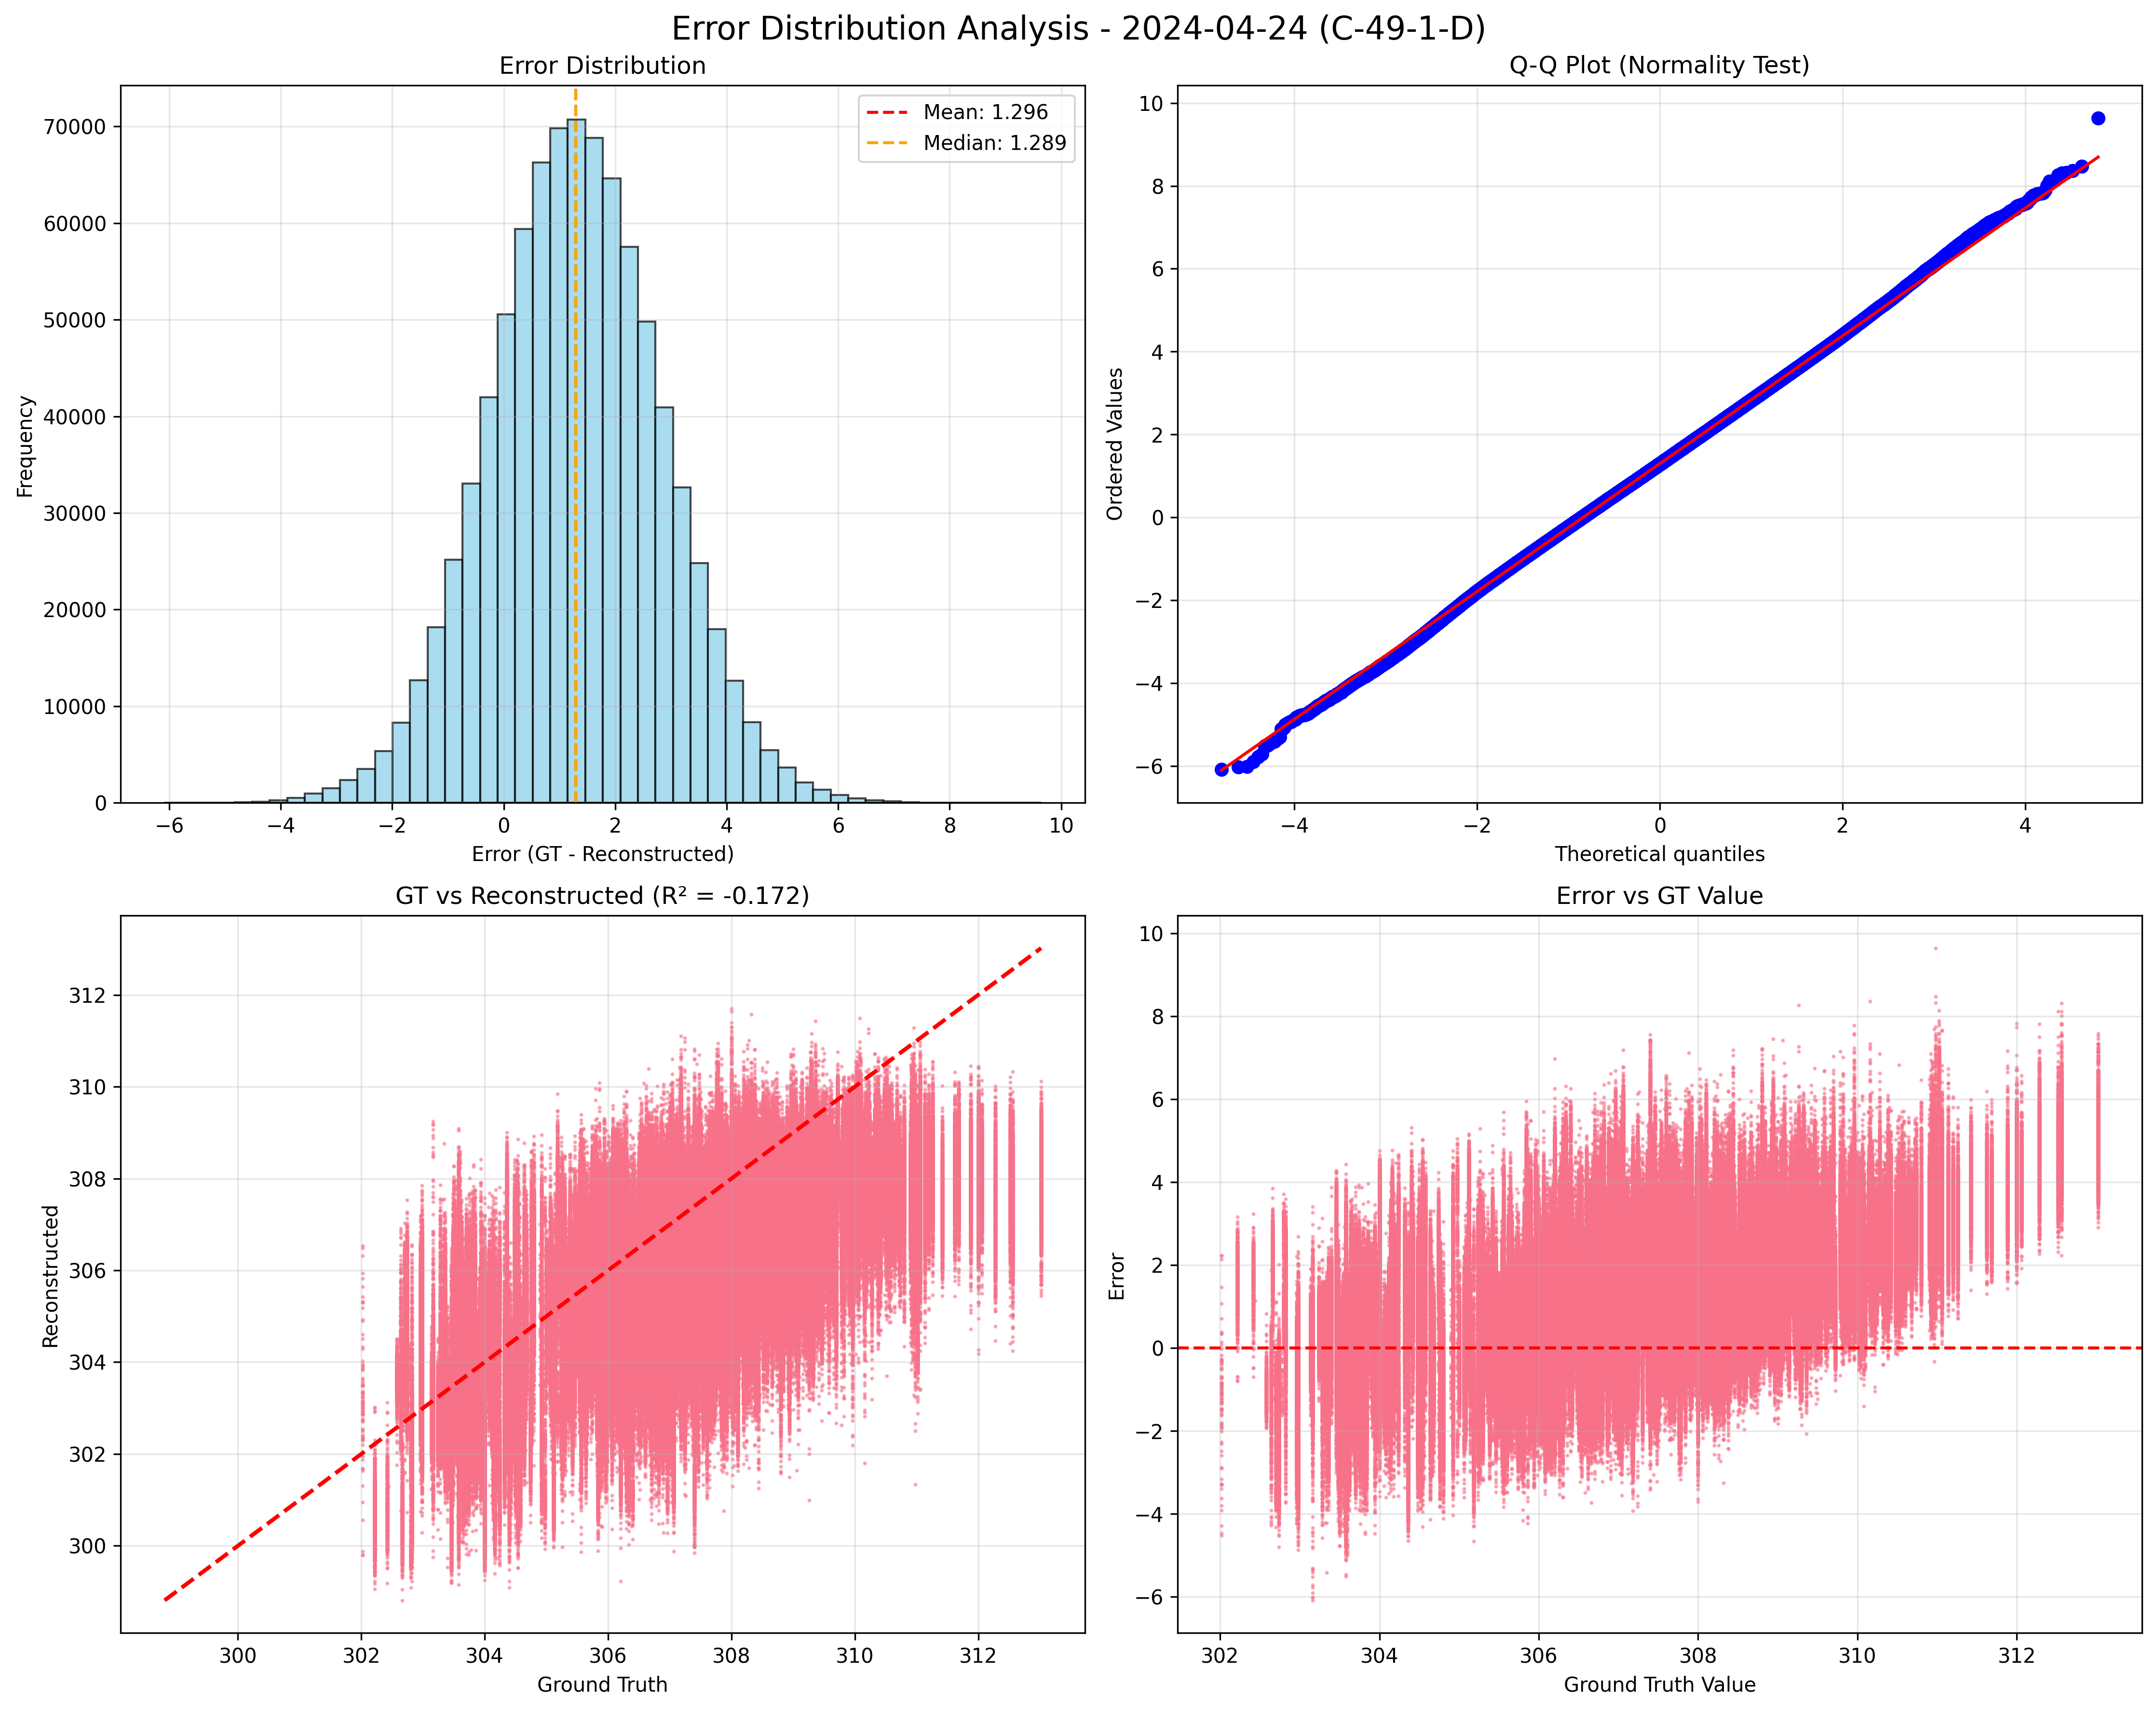 Error Distribution Analysis - 2024-04-24 (C-49-1-D)
Error Distribution
Mean: 1.296
Median: 1.289
70000
60000
50000
40000
30000
20000
10000
0
Frequency
−6 −4 −2 0 2 4 6 8 10
Error (GT - Reconstructed)
Q-Q Plot (Normality Test)
10
8
6
4
2
0
−2
−4
−6
Ordered Values
−4 −2 0 2 4
Theoretical quantiles
GT vs Reconstructed (R² = -0.172)
312
310
308
306
304
302
300
Reconstructed
300 302 304 306 308 310 312
Ground Truth
Error vs GT Value
10
8
6
4
2
0
−2
−4
−6
Error
302 304 306 308 310 312
Ground Truth Value